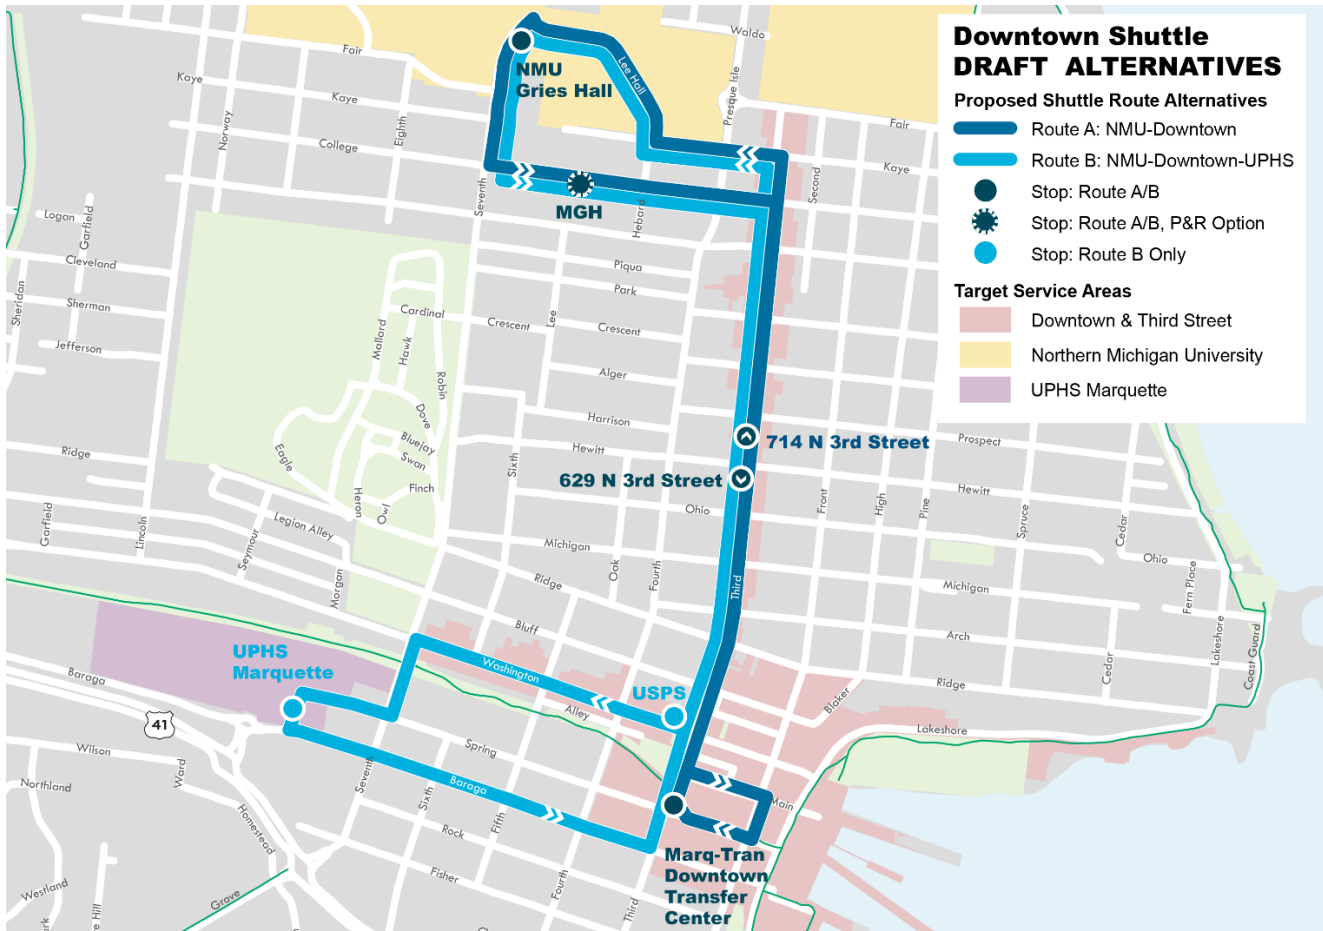 Downtown Shuttle
DRAFT ALTERNATIVES
Proposed Shuttle Route Alternatives
Route A: NMU-Downtown
Route B: NMU-Downtown-UPHS
Stop: Route A/B
Stop: Route A/B, P&R Option
Stop: Route B Only
Target Service Areas
Downtown & Third Street
Northern Michigan University
UPHS Marquette
Waldo
Fair
Lee Hall
NMU
Gries Hall
Kaye
Kaye
Presque Isle
Fair
Norway
Eighth
College
Kaye
Second
Seventh
MGH
Hebard
Logan
Garfield
Cleveland
Piqua
Sheridan
Sherman
Park
Cardinal
Crescent
Lee
Crescent
Jefferson
Mallard
Hawk
Robin
Alger
Dove
Harrison
714 N 3rd Street
Prospect
Bluejay
Hewitt
Ridge
Eagle
Swan
Sixth
629 N 3rd Street
Finch
Hewitt
Heron
Owl
Ohio
Front
High
Pine
Spruce
Garfield
Lincoln
Legion Alley
Seymour
Michigan
Cedar
Ohio
Morgan
Ridge
Oak
Fourth
Third
Michigan
Fern Place
Bluff
Arch
Lakeshore
Coast Guard
UPHS
Marquette
Washington
Cedar
Baraga
USPS
Ridge
Blaker
41
Alley
Lakeshore
Wilson
Spring
Ward
Seventh
Baraga
Northland
Sixth
Main
Homestead
Rock
Fifth
Marq-Tran
Downtown
Transfer
Center
Fisher
Fourth
Westland
Grove
Third
Hill